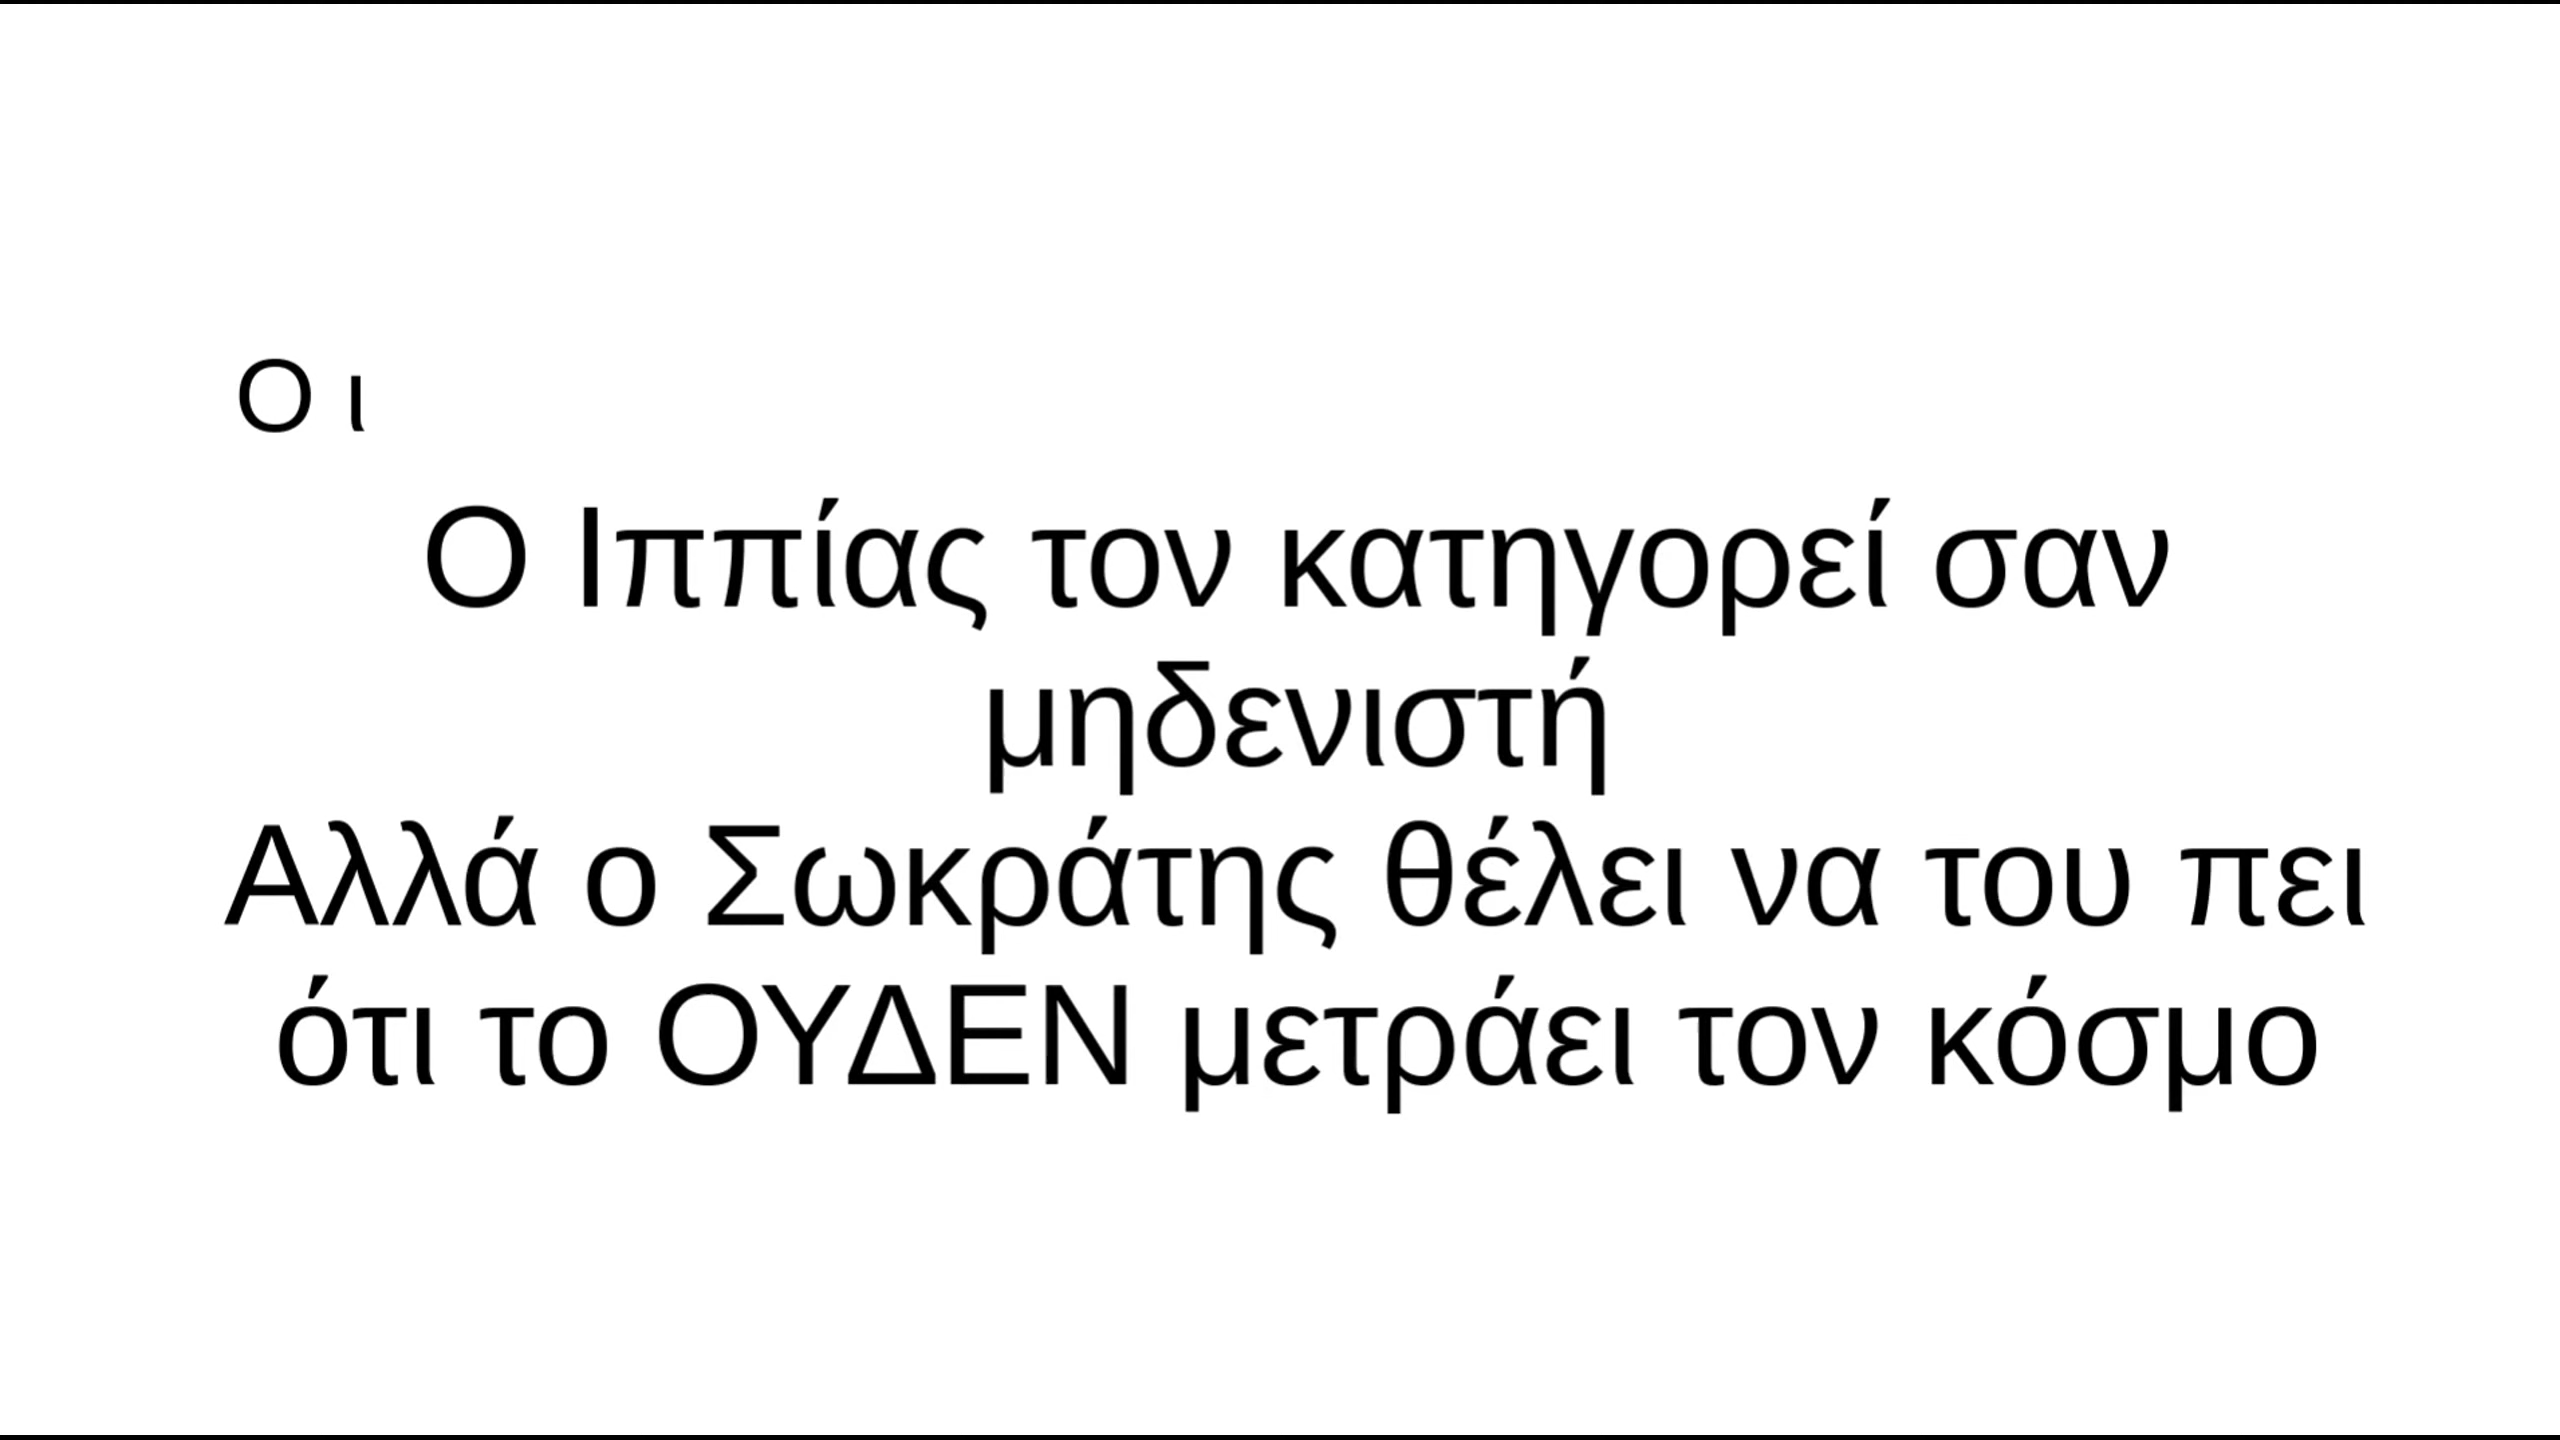 Ο ι
Ο Ιππίας τον κατηγορεί σαν
μηδενιστή
Αλλά ο Σωκράτης θέλει να του πει
ότι το ΟΥΔΕΝ μετράει τον κόσμο